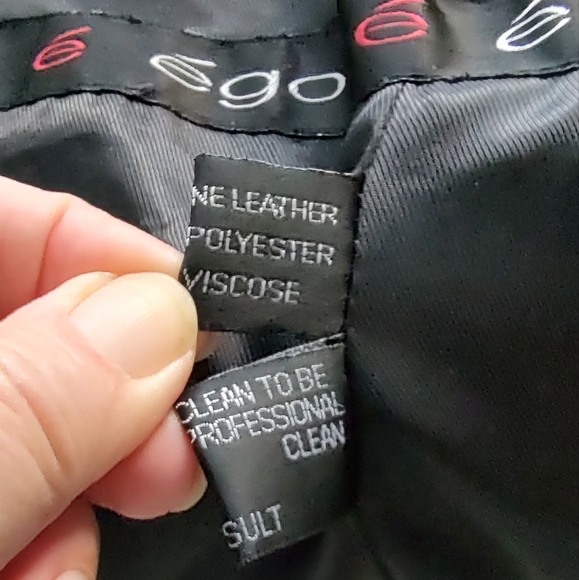 ego
NE LEATHER
POLYESTER
VISCOSE
CLEAN TO BE
PROFESSIONAL
CLEAN
SULT